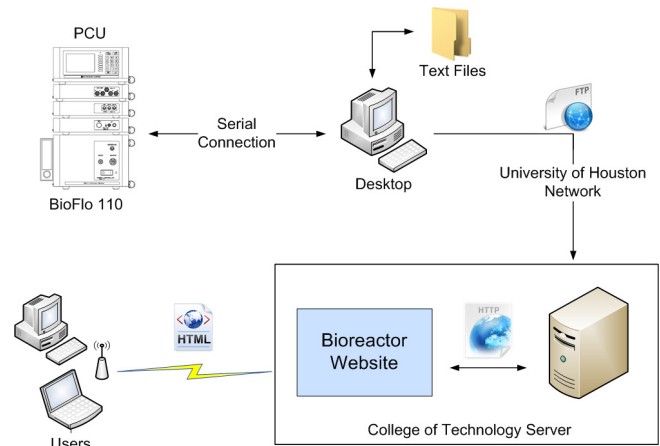 PCU
Text Files
FTP
Serial
Connection
Desktop
University of Houston
Network
BioFlo 110
HTML
Bioreactor
Website
HTTP
College of Technology Server
Users